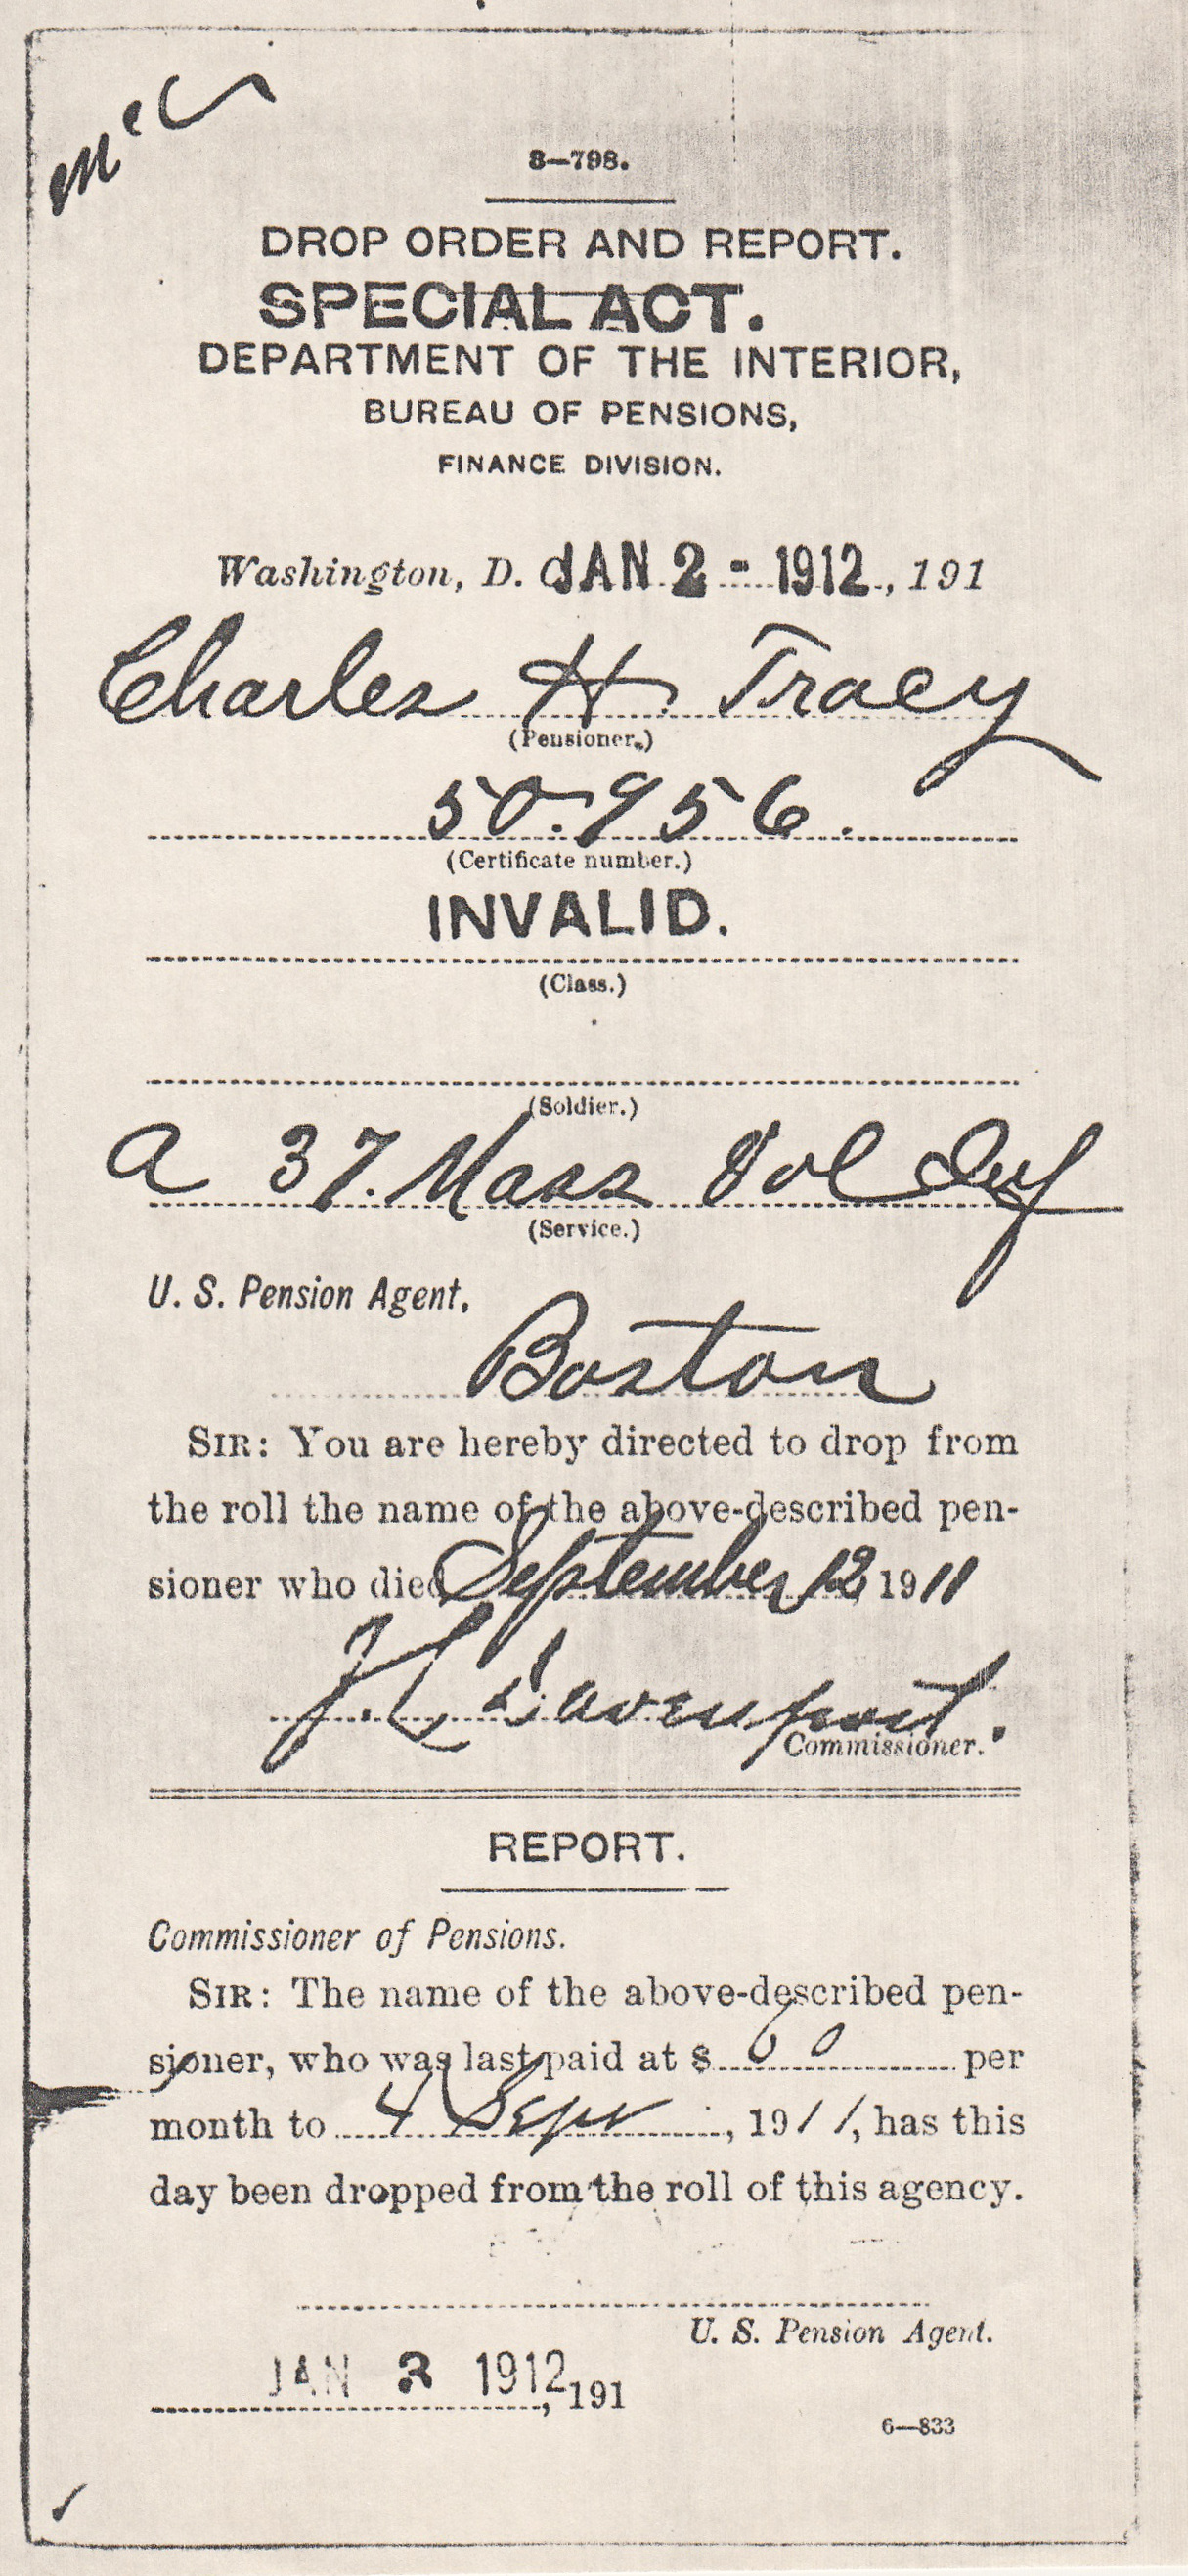 McC
8—798.
DROP ORDER AND REPORT.
SPECIAL ACT.
DEPARTMENT OF THE INTERIOR,
BUREAU OF PENSIONS,
FINANCE DIVISION.
Washington, D. C JAN 2 - 1912, 191
Charles H. Tracy
(Pensioner.)
50.956.
(Certificate number.)
INVALID.
(Class.)
(Soldier.)
A 37. Mass Vol Inf
(Service.)
U. S. Pension Agent,
Boston
SIR: You are hereby directed to drop from
the roll the name of the above-described pen-
sioner who died September 12, 1911
J. L. Davenport.
Commissioner.
REPORT.
Commissioner of Pensions.
SIR: The name of the above-described pen-
sioner, who was last paid at $ 60 per
month to 4 Sept, 1911, has this
day been dropped from the roll of this agency.
U. S. Pension Agent.
JAN 3 1912, 191
6—833